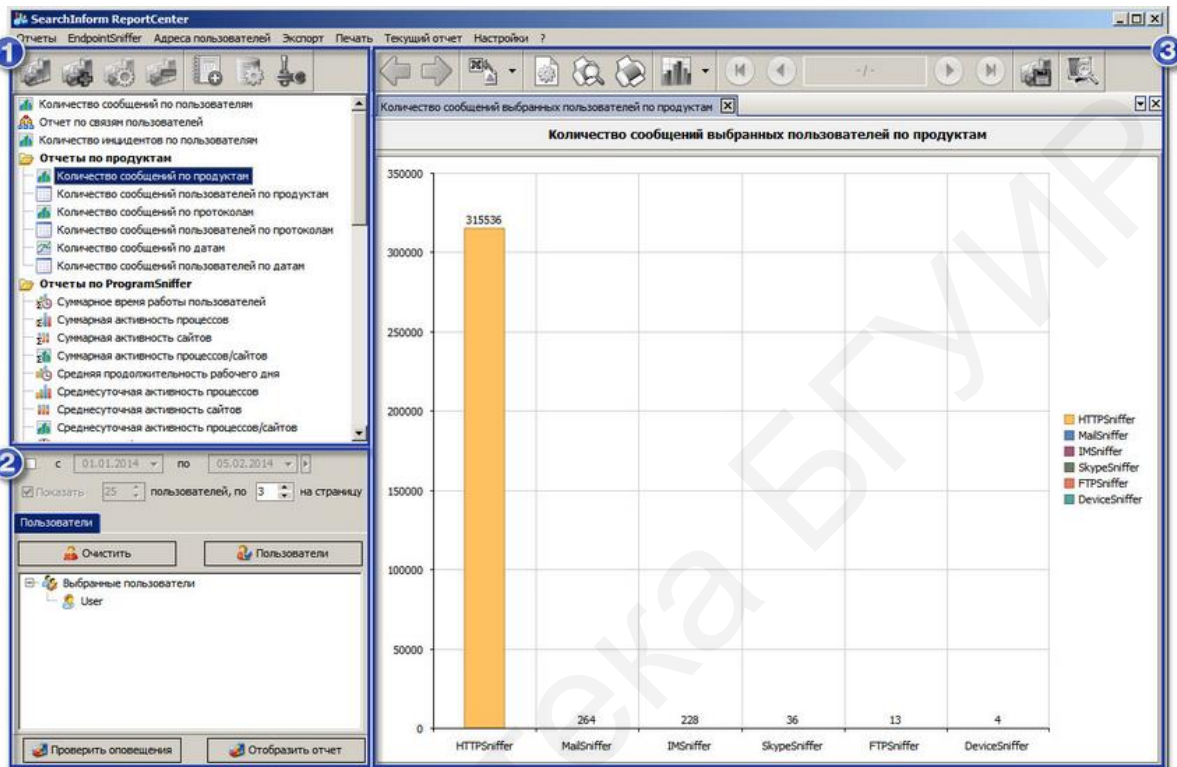 SearchInform ReportCenter
Отчеты EndpointSniffer Адреса пользователей Экспорт Печать Текущий отчет Настройки ?
1
3
-/-
Количество сообщений по пользователям
Отчет по связям пользователей
Количество инцидентов по пользователям
Отчеты по продуктам
Количество сообщений по продуктам
Количество сообщений пользователей по продуктам
Количество сообщений по протоколам
Количество сообщений пользователей по протоколам
Количество сообщений по датам
Количество сообщений пользователей по датам
Отчеты по ProgramSniffer
Суммарное время работы пользователей
Суммарная активность процессов
Суммарная активность сайтов
Суммарная активность процессов/сайтов
Средняя продолжительность рабочего дня
Среднесуточная активность процессов
Среднесуточная активность сайтов
Среднесуточная активность процессов/сайтов
2
с 01.01.2014 по 05.02.2014
Показать 25 пользователей, по 3 на страницу
Пользователи
Очистить Пользователи
Выбранные пользователи
User
Проверить оповещения Отобразить отчет
Количество сообщений выбранных пользователей по продуктам
Количество сообщений выбранных пользователей по продуктам
350000
300000
250000
200000
150000
100000
50000
0
315536
264
228
36
13
4
HTTPSniffer
MailSniffer
IMSniffer
SkypeSniffer
FTPSniffer
DeviceSniffer
HTTPSniffer
MailSniffer
IMSniffer
SkypeSniffer
FTPSniffer
DeviceSniffer
тека БГУИР